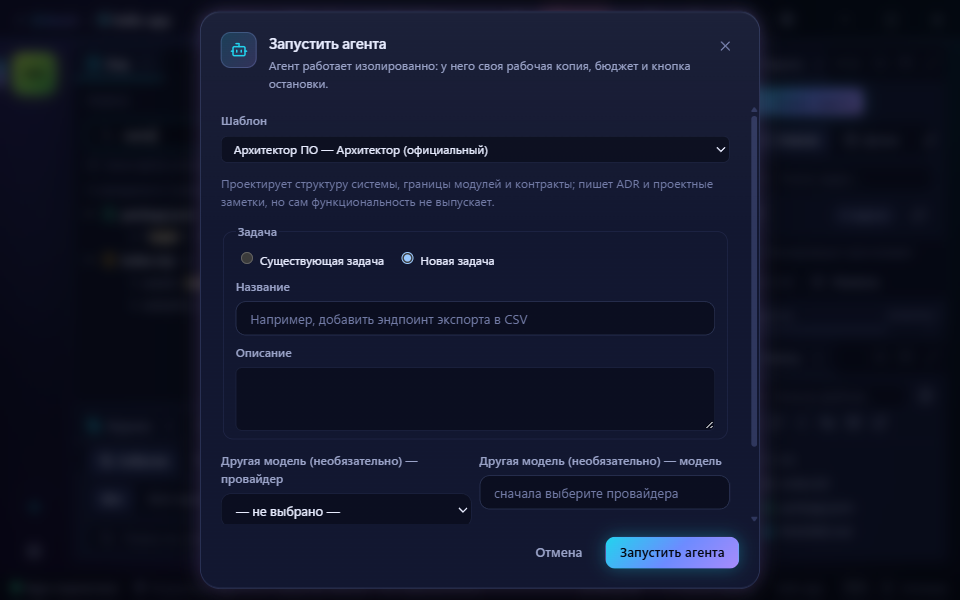 Запустить агента
Агент работает изолированно: у него своя рабочая копия, бюджет и кнопка
остановки.
Шаблон
Архитектор ПО — Архитектор (официальный)
Проектирует структуру системы, границы модулей и контракты; пишет ADR и проектные
заметки, но сам функциональность не выпускает.
Задача
Существующая задача
Новая задача
Название
Например, добавить эндпоинт экспорта в CSV
Описание
Другая модель (необязательно) —
провайдер
— не выбрано —
Другая модель (необязательно) — модель
сначала выберите провайдера
Отмена
Запустить агента